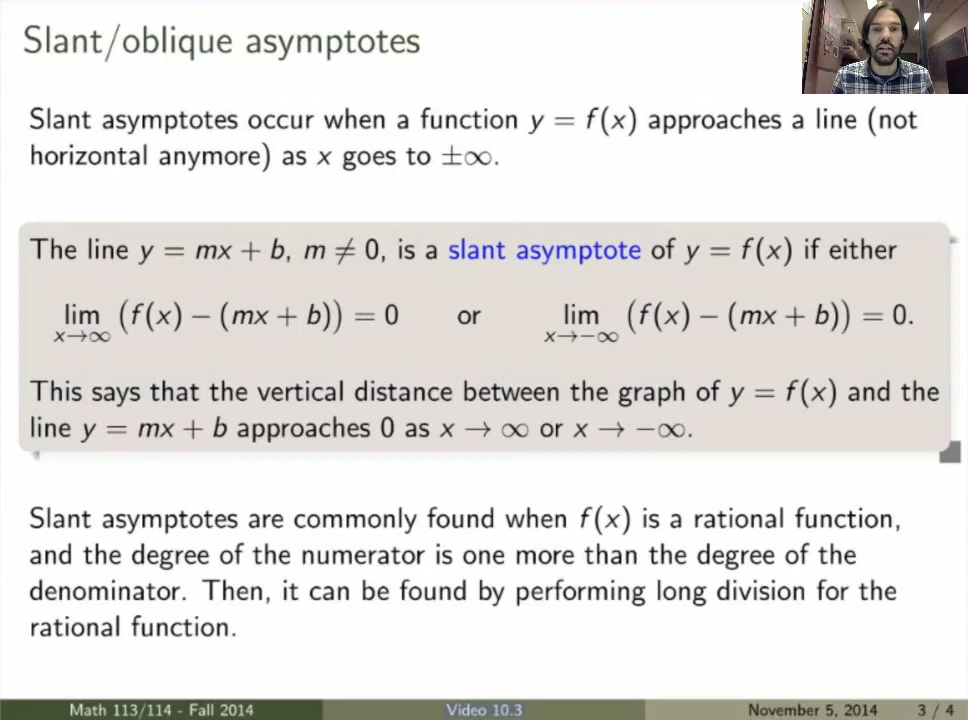 Slant/oblique asymptotes
Slant asymptotes occur when a function y = f(x) approaches a line (not
horizontal anymore) as x goes to ±∞.
The line y = mx + b, m ≠ 0, is a slant asymptote of y = f(x) if either
lim x→∞ (f(x) − (mx + b)) = 0 or lim x→−∞ (f(x) − (mx + b)) = 0.
This says that the vertical distance between the graph of y = f(x) and the
line y = mx + b approaches 0 as x → ∞ or x → −∞.
Slant asymptotes are commonly found when f(x) is a rational function,
and the degree of the numerator is one more than the degree of the
denominator. Then, it can be found by performing long division for the
rational function.
Math 113/114 - Fall 2014 Video 10.3 November 5, 2014 3 / 4